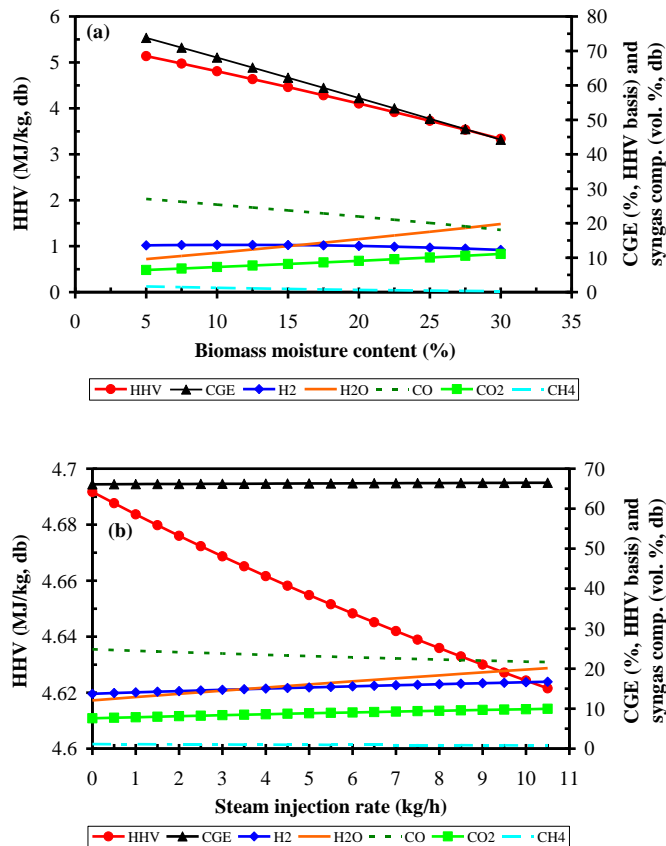 (a)
HHV (MJ/kg, db)
6
5
4
3
2
1
0
80
70
60
50
40
30
20
10
0
CGE (%, HHV basis) and
syngas comp. (vol. %, db)
0 5 10 15 20 25 30 35
Biomass moisture content (%)
HHV CGE H2 H2O CO CO2 CH4
(b)
HHV (MJ/kg, db)
4.7
4.68
4.66
4.64
4.62
4.6
70
60
50
40
30
20
10
0
CGE (%, HHV basis) and
syngas comp. (vol. %, db)
0 1 2 3 4 5 6 7 8 9 10 11
Steam injection rate (kg/h)
HHV CGE H2 H2O CO CO2 CH4